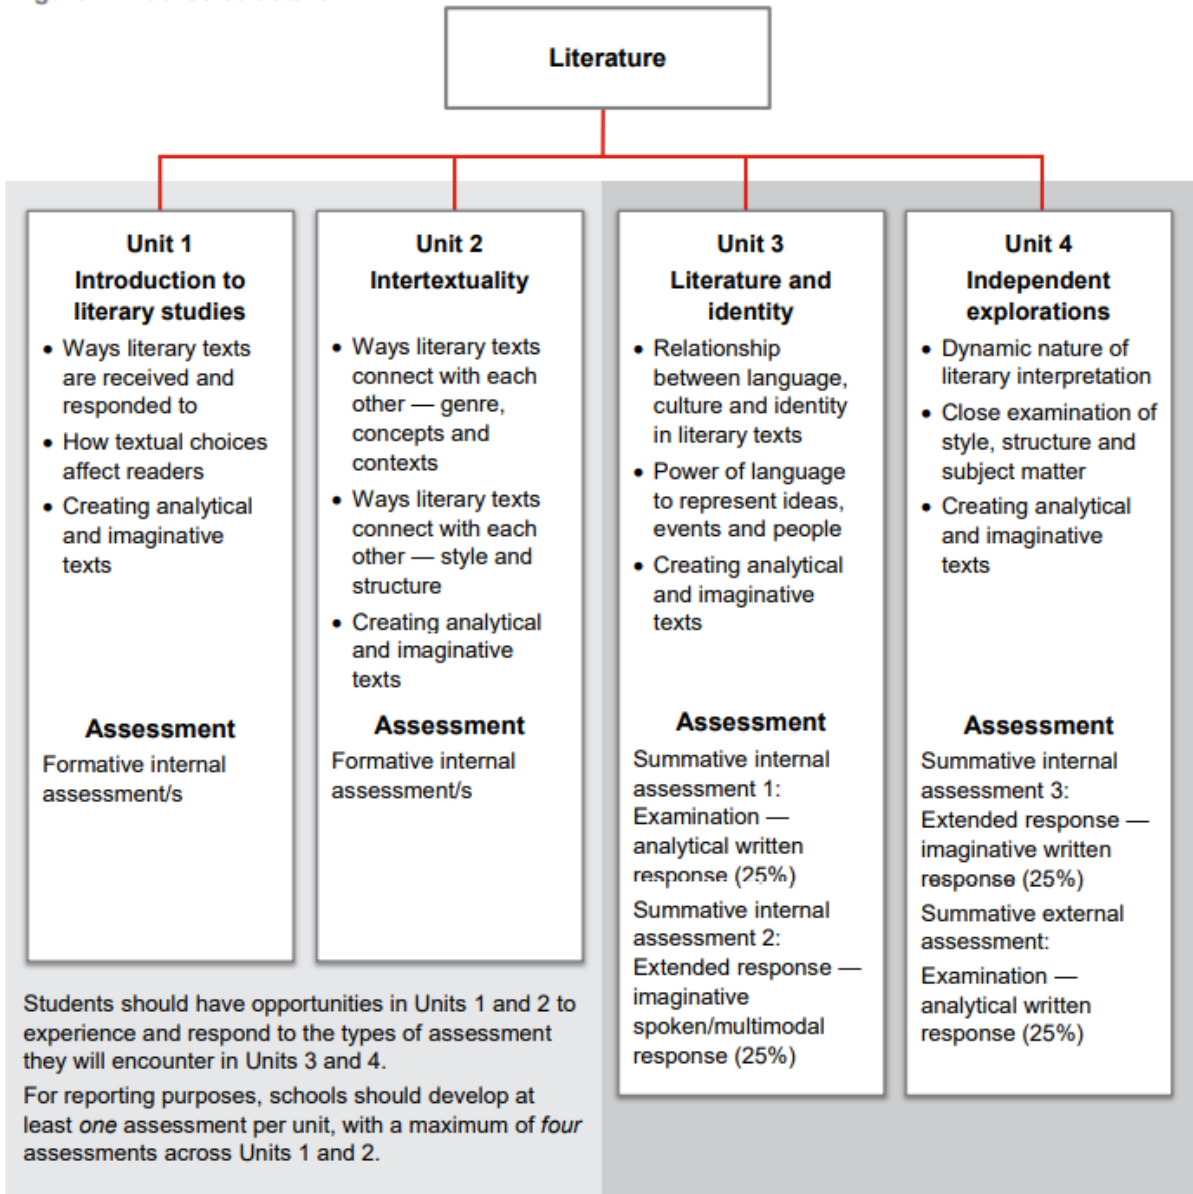 Literature
Unit 1
Introduction to
literary studies
• Ways literary texts
are received and
responded to
• How textual choices
affect readers
• Creating analytical
and imaginative
texts
Assessment
Formative internal
assessment/s
Unit 2
Intertextuality
• Ways literary texts
connect with each
other — genre,
concepts and
contexts
• Ways literary texts
connect with each
other — style and
structure
• Creating analytical
and imaginative
texts
Assessment
Formative internal
assessment/s
Unit 3
Literature and
identity
• Relationship
between language,
culture and identity
in literary texts
• Power of language
to represent ideas,
events and people
• Creating analytical
and imaginative
texts
Assessment
Summative internal
assessment 1:
Examination —
analytical written
response (25%)
Summative internal
assessment 2:
Extended response —
imaginative
spoken/multimodal
response (25%)
Unit 4
Independent
explorations
• Dynamic nature of
literary interpretation
• Close examination of
style, structure and
subject matter
• Creating analytical
and imaginative
texts
Assessment
Summative internal
assessment 3:
Extended response —
imaginative written
response (25%)
Summative external
assessment:
Examination —
analytical written
response (25%)
Students should have opportunities in Units 1 and 2 to
experience and respond to the types of assessment
they will encounter in Units 3 and 4.
For reporting purposes, schools should develop at
least one assessment per unit, with a maximum of four
assessments across Units 1 and 2.